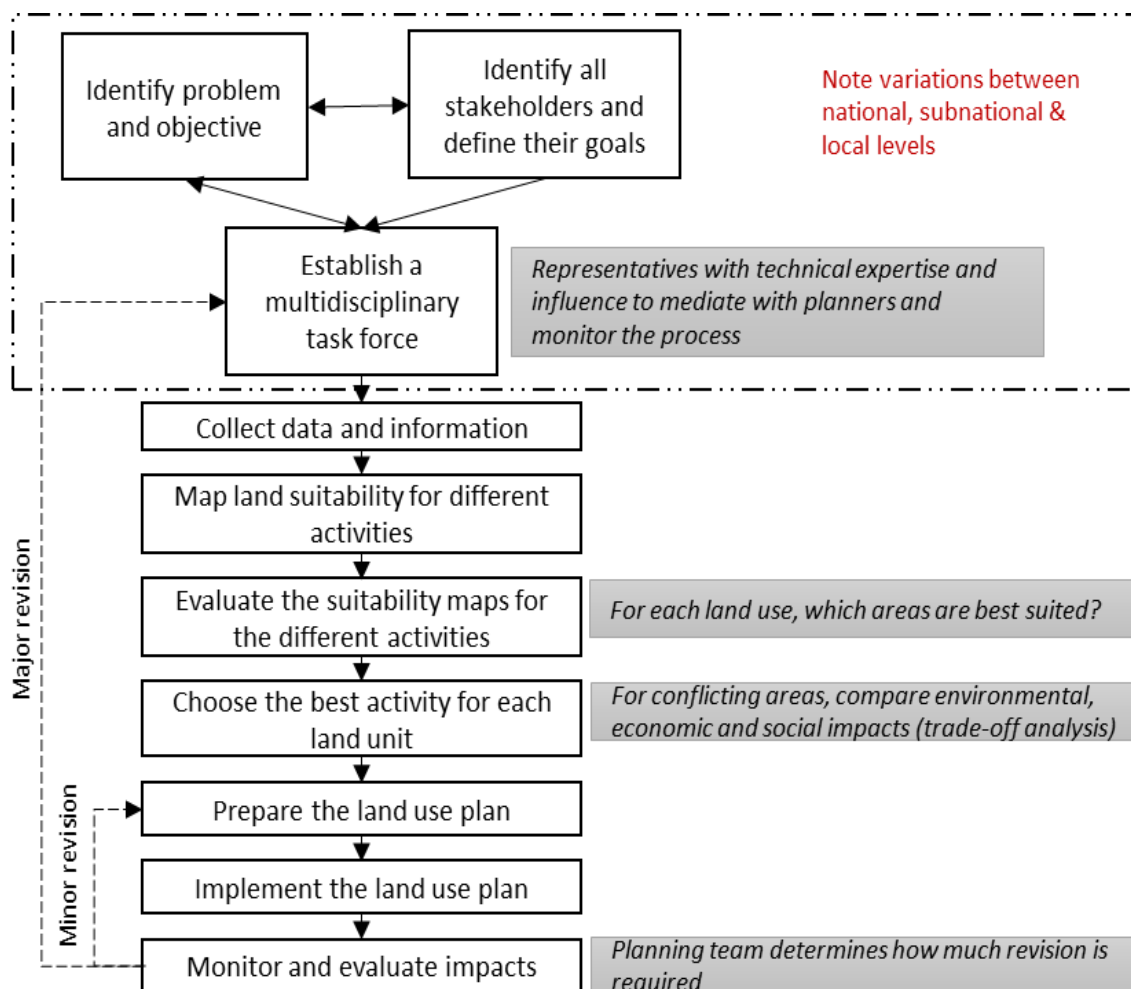 Identify problem
and objective
Identify all
stakeholders and
define their goals
Note variations between
national, subnational &
local levels
Establish a
multidisciplinary
task force
Representatives with technical expertise and
influence to mediate with planners and
monitor the process
Collect data and information
Map land suitability for different
activities
Evaluate the suitability maps for
the different activities
For each land use, which areas are best suited?
Choose the best activity for each
land unit
For conflicting areas, compare environmental,
economic and social impacts (trade-off analysis)
Prepare the land use plan
Implement the land use plan
Monitor and evaluate impacts
Planning team determines how much revision is
required
Major revision
Minor revision